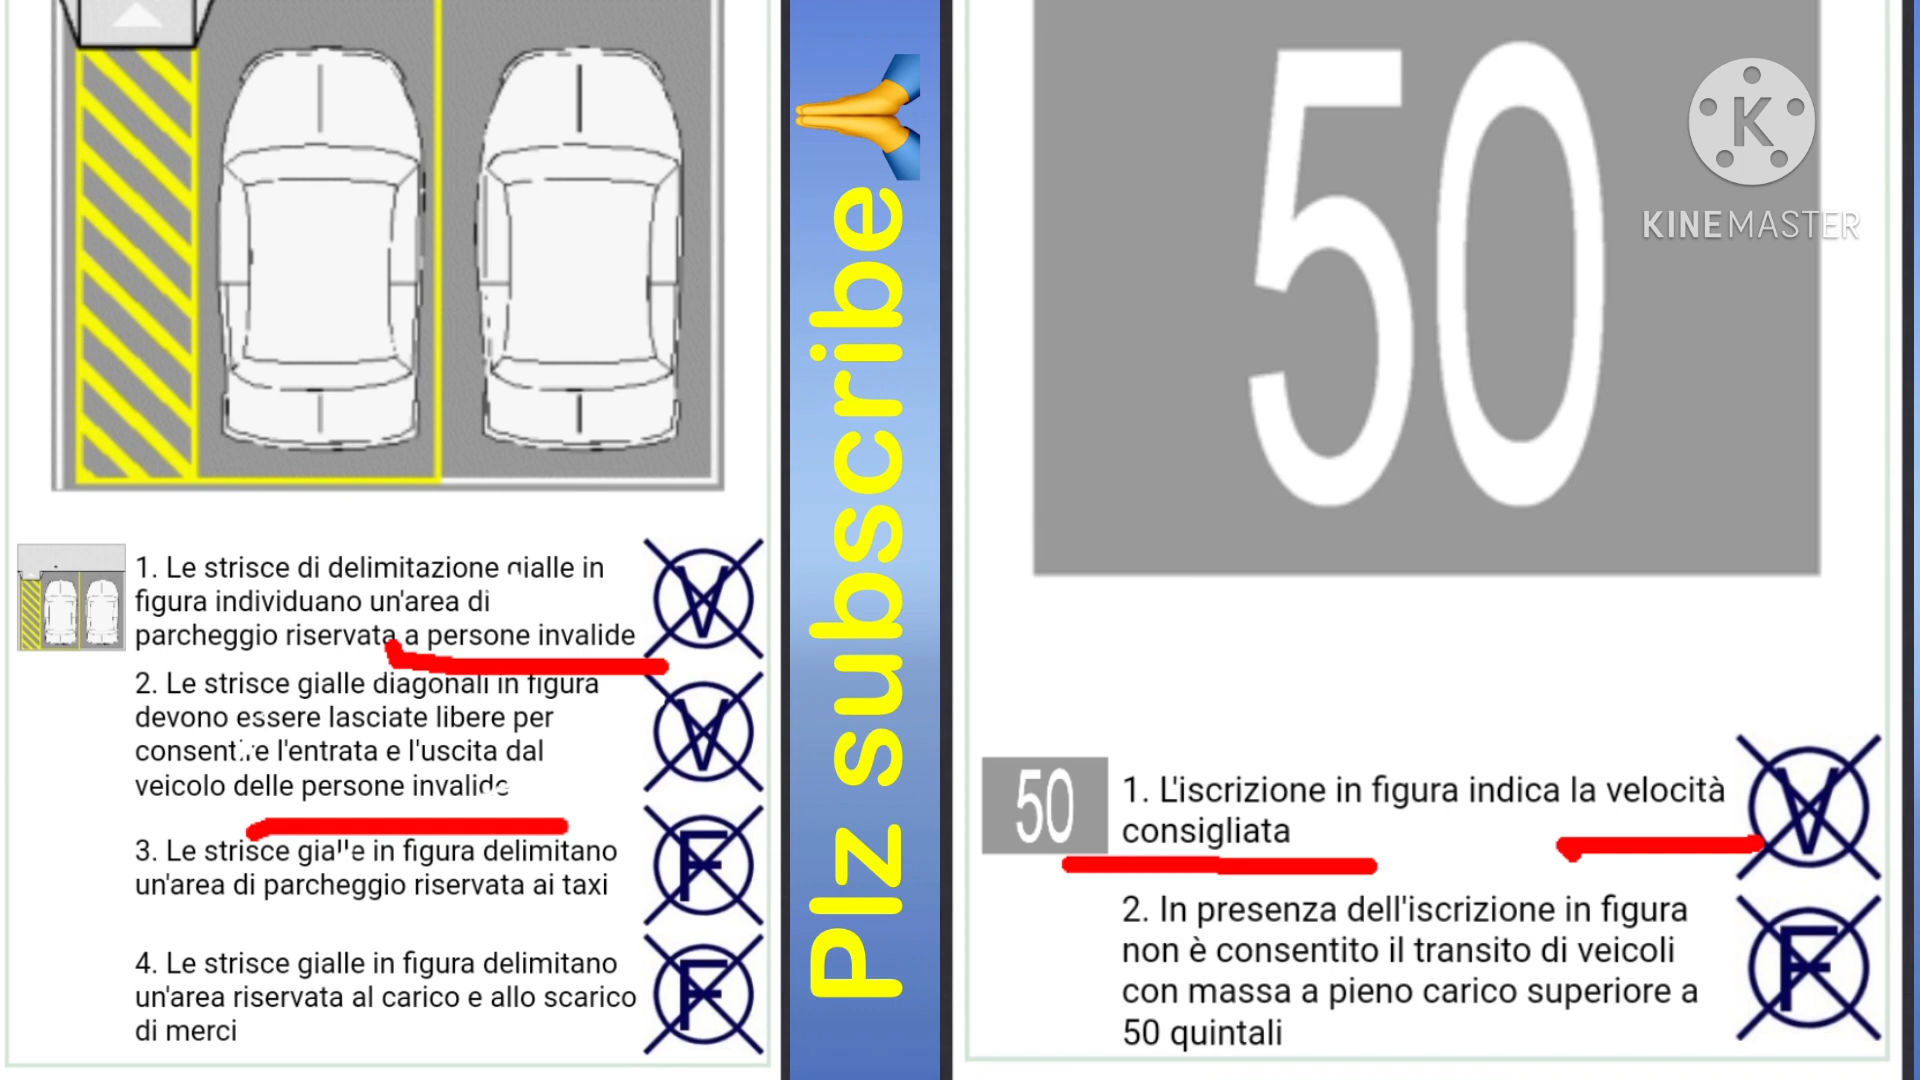 1. Le strisce di delimitazione gialle in
figura individuano un'area di
parcheggio riservata a persone invalide
V
2. Le strisce gialle diagonali in figura
devono essere lasciate libere per
consentire l'entrata e l'uscita dal
veicolo delle persone invalide
V
3. Le strisce gialle in figura delimitano
un'area di parcheggio riservata ai taxi
F
4. Le strisce gialle in figura delimitano
un'area riservata al carico e allo scarico
di merci
F
Plz subscribe🙏
50
K
KINEMASTER
50
1. L'iscrizione in figura indica la velocità
consigliata
V
2. In presenza dell'iscrizione in figura
non è consentito il transito di veicoli
con massa a pieno carico superiore a
50 quintali
F